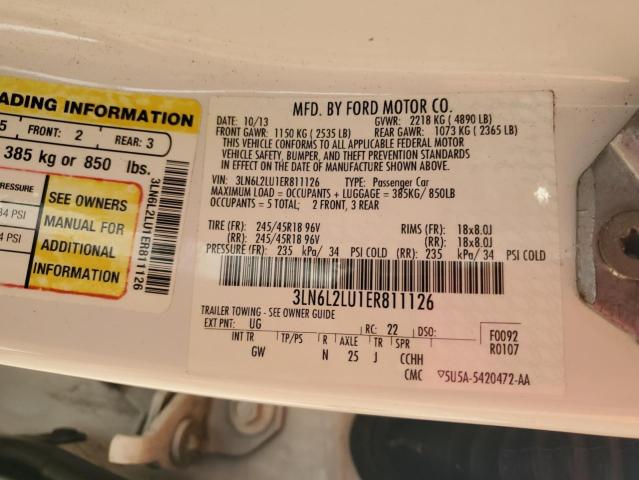 ADING INFORMATION
5 FRONT: 2 REAR: 3
385 kg or 850 lbs.
PRESSURE
34 PSI
4 PSI
SEE OWNERS
MANUAL FOR
ADDITIONAL
INFORMATION
3LN6L2LU1ER811126
MFD. BY FORD MOTOR CO.
DATE: 10/13 GVWR: 2218 KG ( 4890 LB)
FRONT GAWR: 1150 KG ( 2535 LB) REAR GAWR: 1073 KG ( 2365 LB)
THIS VEHICLE CONFORMS TO ALL APPLICABLE FEDERAL MOTOR
VEHICLE SAFETY, BUMPER, AND THEFT PREVENTION STANDARDS
IN EFFECT ON THE DATE OF MANUFACTURE SHOWN ABOVE.
VIN: 3LN6L2LU1ER811126 TYPE: Passenger Car
MAXIMUM LOAD = OCCUPANTS + LUGGAGE = 385KG/ 850LB
OCCUPANTS = 5 TOTAL; 2 FRONT, 3 REAR
TIRE (FR): 245/45R18 96V RIMS (FR): 18x8.0J
(RR): 245/45R18 96V (RR): 18x8.0J
PRESSURE (FR): 235 kPa/ 34 PSI COLD (RR): 235 kPa/ 34 PSI COLD
3LN6L2LU1ER811126
TRAILER TOWING - SEE OWNER GUIDE
EXT PNT: UG RC: 22 DSO: F0092
R0107
INT TR TP/PS R AXLE TR SPR
GW N 25 J CCHH
CMC ▽5U5A-5420472-AA